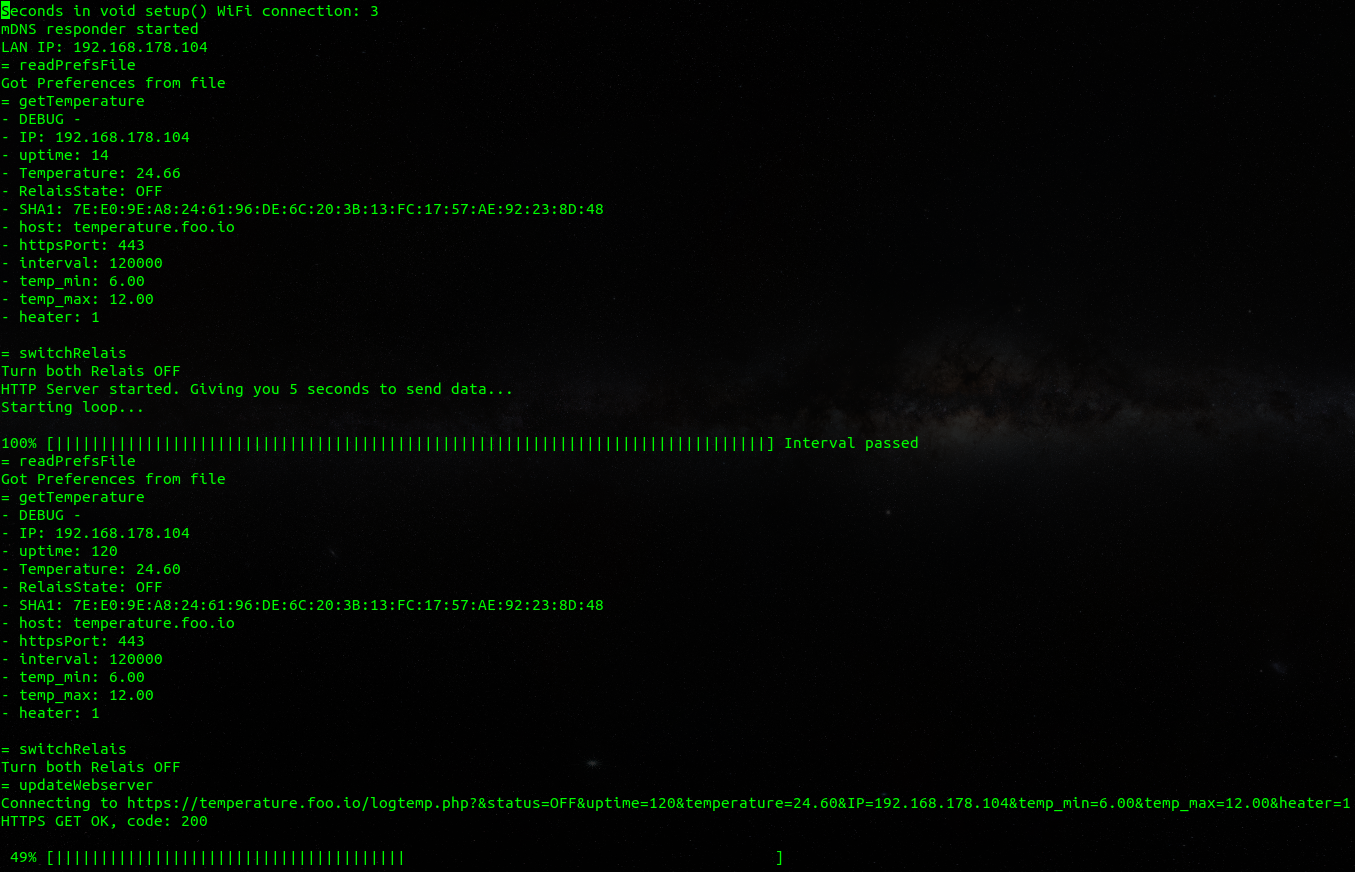 Seconds in void setup() WiFi connection: 3
mDNS responder started
LAN IP: 192.168.178.104
= readPrefsFile
Got Preferences from file
= getTemperature
- DEBUG -
- IP: 192.168.178.104
- uptime: 14
- Temperature: 24.66
- RelaisState: OFF
- SHA1: 7E:E0:9E:A8:24:61:96:DE:6C:20:3B:13:FC:17:57:AE:92:23:8D:48
- host: temperature.foo.io
- httpsPort: 443
- interval: 120000
- temp_min: 6.00
- temp_max: 12.00
- heater: 1

= switchRelais
Turn both Relais OFF
HTTP Server started. Giving you 5 seconds to send data...
Starting loop...

100% [|||||||||||||||||||||||||||||||||||||||||||||||||||||||||||||||||||||||||||||||] Interval passed
= readPrefsFile
Got Preferences from file
= getTemperature
- DEBUG -
- IP: 192.168.178.104
- uptime: 120
- Temperature: 24.60
- RelaisState: OFF
- SHA1: 7E:E0:9E:A8:24:61:96:DE:6C:20:3B:13:FC:17:57:AE:92:23:8D:48
- host: temperature.foo.io
- httpsPort: 443
- interval: 120000
- temp_min: 6.00
- temp_max: 12.00
- heater: 1

= switchRelais
Turn both Relais OFF
= updateWebserver
Connecting to https://temperature.foo.io/logtemp.php?&status=OFF&uptime=120&temperature=24.60&IP=192.168.178.104&temp_min=6.00&temp_max=12.00&heater=1
HTTPS GET OK, code: 200

 49% [|||||||||||||||||||||||||||||||||||||||                                         ]